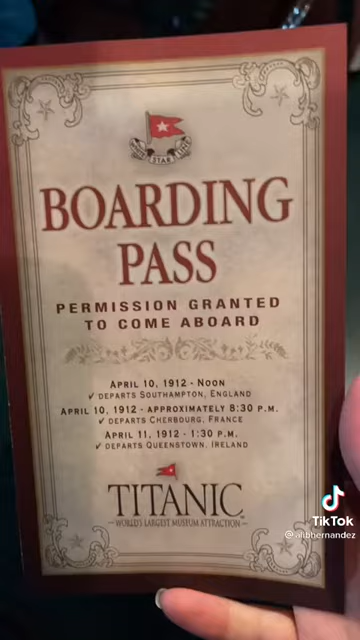 WHITE STAR LINE
BOARDING
PASS
PERMISSION GRANTED
TO COME ABOARD
APRIL 10, 1912 - NOON
✓ DEPARTS SOUTHAMPTON, ENGLAND
APRIL 10, 1912 - APPROXIMATELY 8:30 P.M.
✓ DEPARTS CHERBOURG, FRANCE
APRIL 11, 1912 - 1:30 P.M.
✓ DEPARTS QUEENSTOWN, IRELAND
TITANIC
WORLD'S LARGEST MUSEUM ATTRACTION
TikTok
@alibhernandez